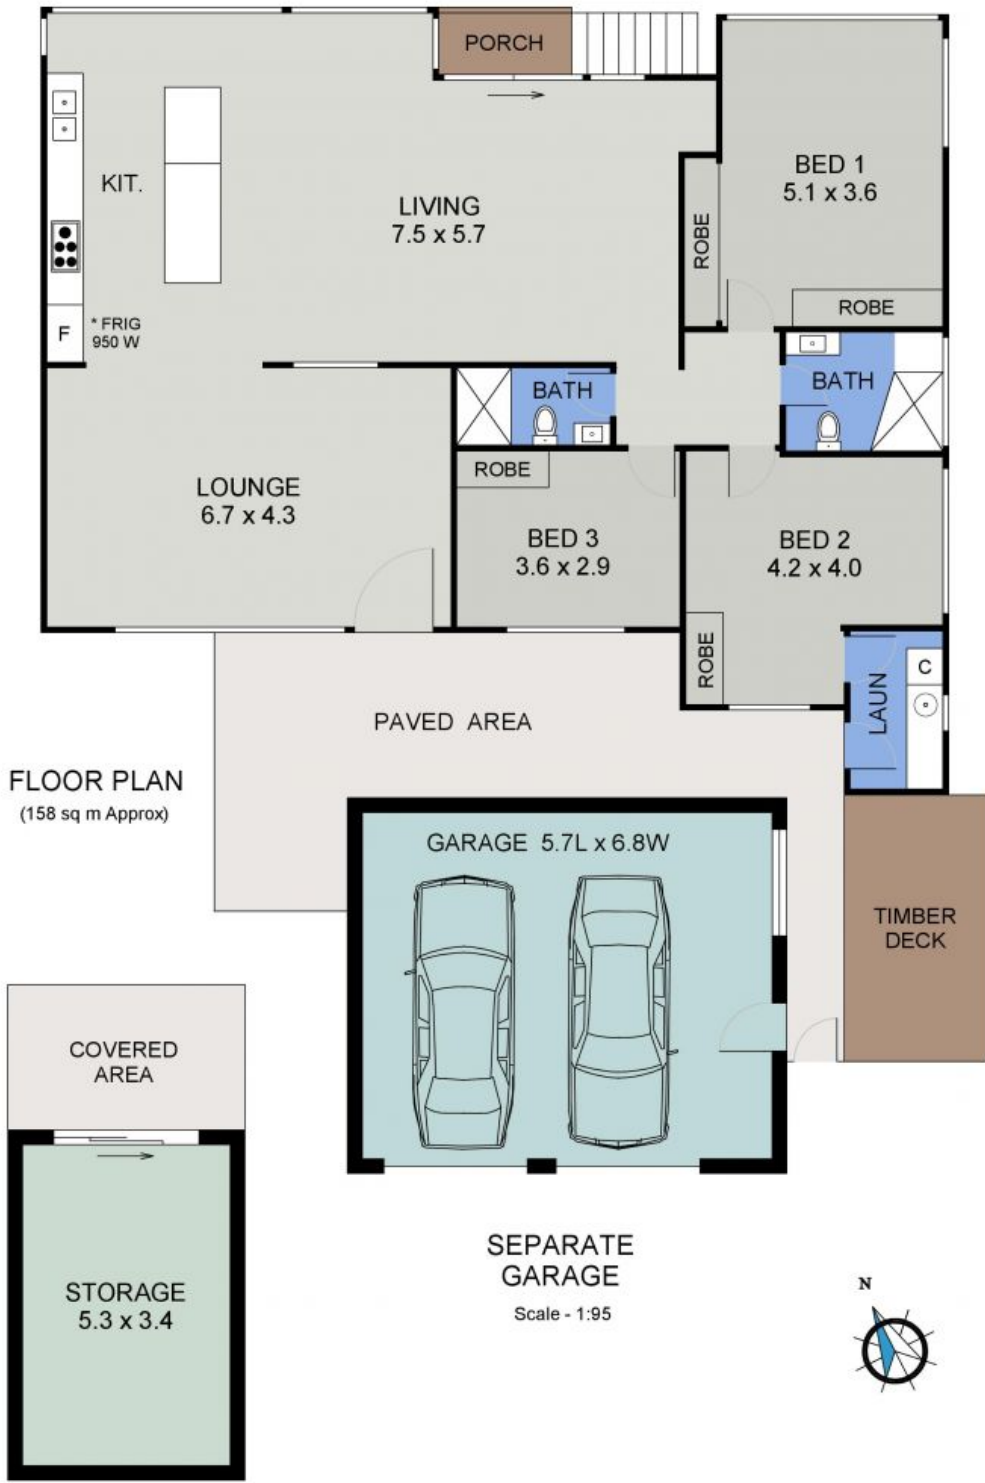 PORCH
BED 1
5.1 x 3.6
KIT.
LIVING
7.5 x 5.7
ROBE
ROBE
F
* FRIG
950 W
BATH
BATH
ROBE
LOUNGE
6.7 x 4.3
BED 3
3.6 x 2.9
BED 2
4.2 x 4.0
ROBE
C
LAUN
PAVED AREA
FLOOR PLAN
(158 sq m Approx)
GARAGE 5.7L x 6.8W
TIMBER
DECK
COVERED
AREA
STORAGE
5.3 x 3.4
SEPARATE
GARAGE
Scale - 1:95
N